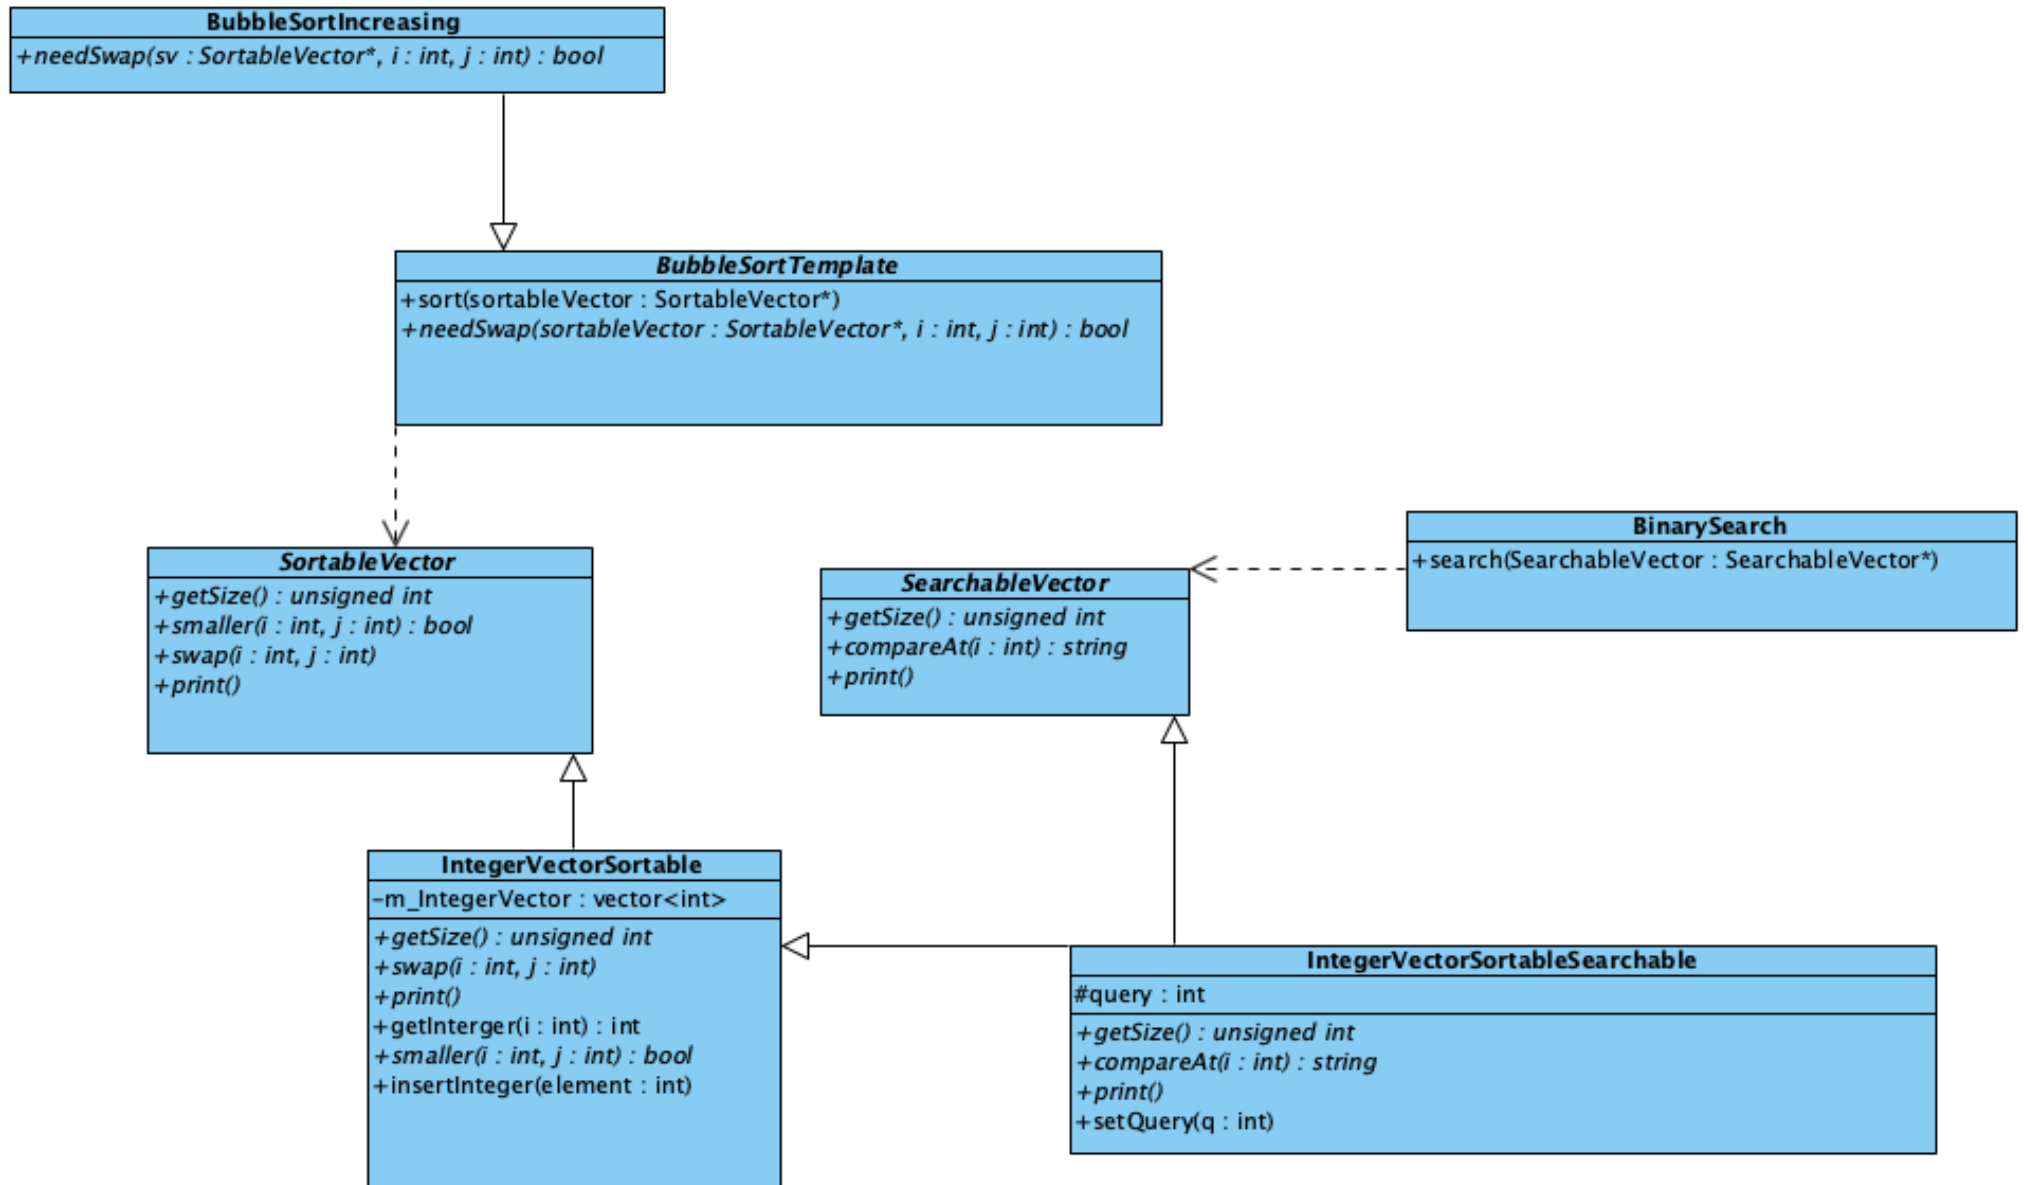 BubbleSortIncreasing
+needSwap(sv : SortableVector*, i : int, j : int) : bool
BubbleSortTemplate
+sort(sortableVector : SortableVector*)
+needSwap(sortableVector : SortableVector*, i : int, j : int) : bool
SortableVector
+getSize() : unsigned int
+smaller(i : int, j : int) : bool
+swap(i : int, j : int)
+print()
SearchableVector
+getSize() : unsigned int
+compareAt(i : int) : string
+print()
BinarySearch
+search(SearchableVector : SearchableVector*)
IntegerVectorSortable
-m_IntegerVector : vector<int>
+getSize() : unsigned int
+swap(i : int, j : int)
+print()
+getInterger(i : int) : int
+smaller(i : int, j : int) : bool
+insertInteger(element : int)
IntegerVectorSortableSearchable
#query : int
+getSize() : unsigned int
+compareAt(i : int) : string
+print()
+setQuery(q : int)